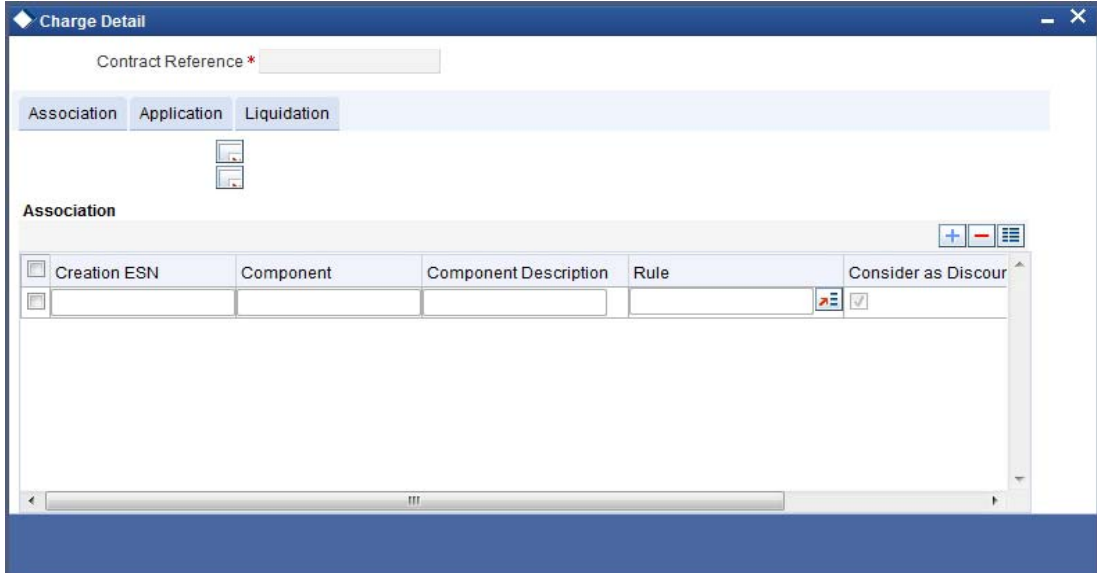 Charge Detail
Contract Reference *
Association Application Liquidation
Association
Creation ESN Component Component Description Rule Consider as Discour